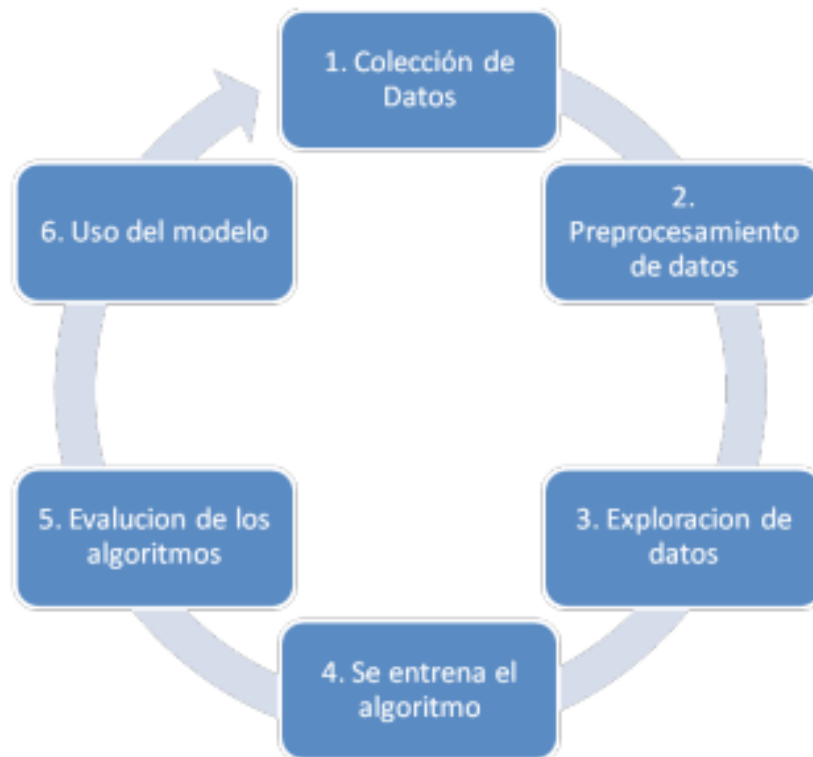 1. Colección de
Datos
2.
Preprocesamiento
de datos
3. Exploracion de
datos
4. Se entrena el
algoritmo
5. Evalucion de los
algoritmos
6. Uso del modelo